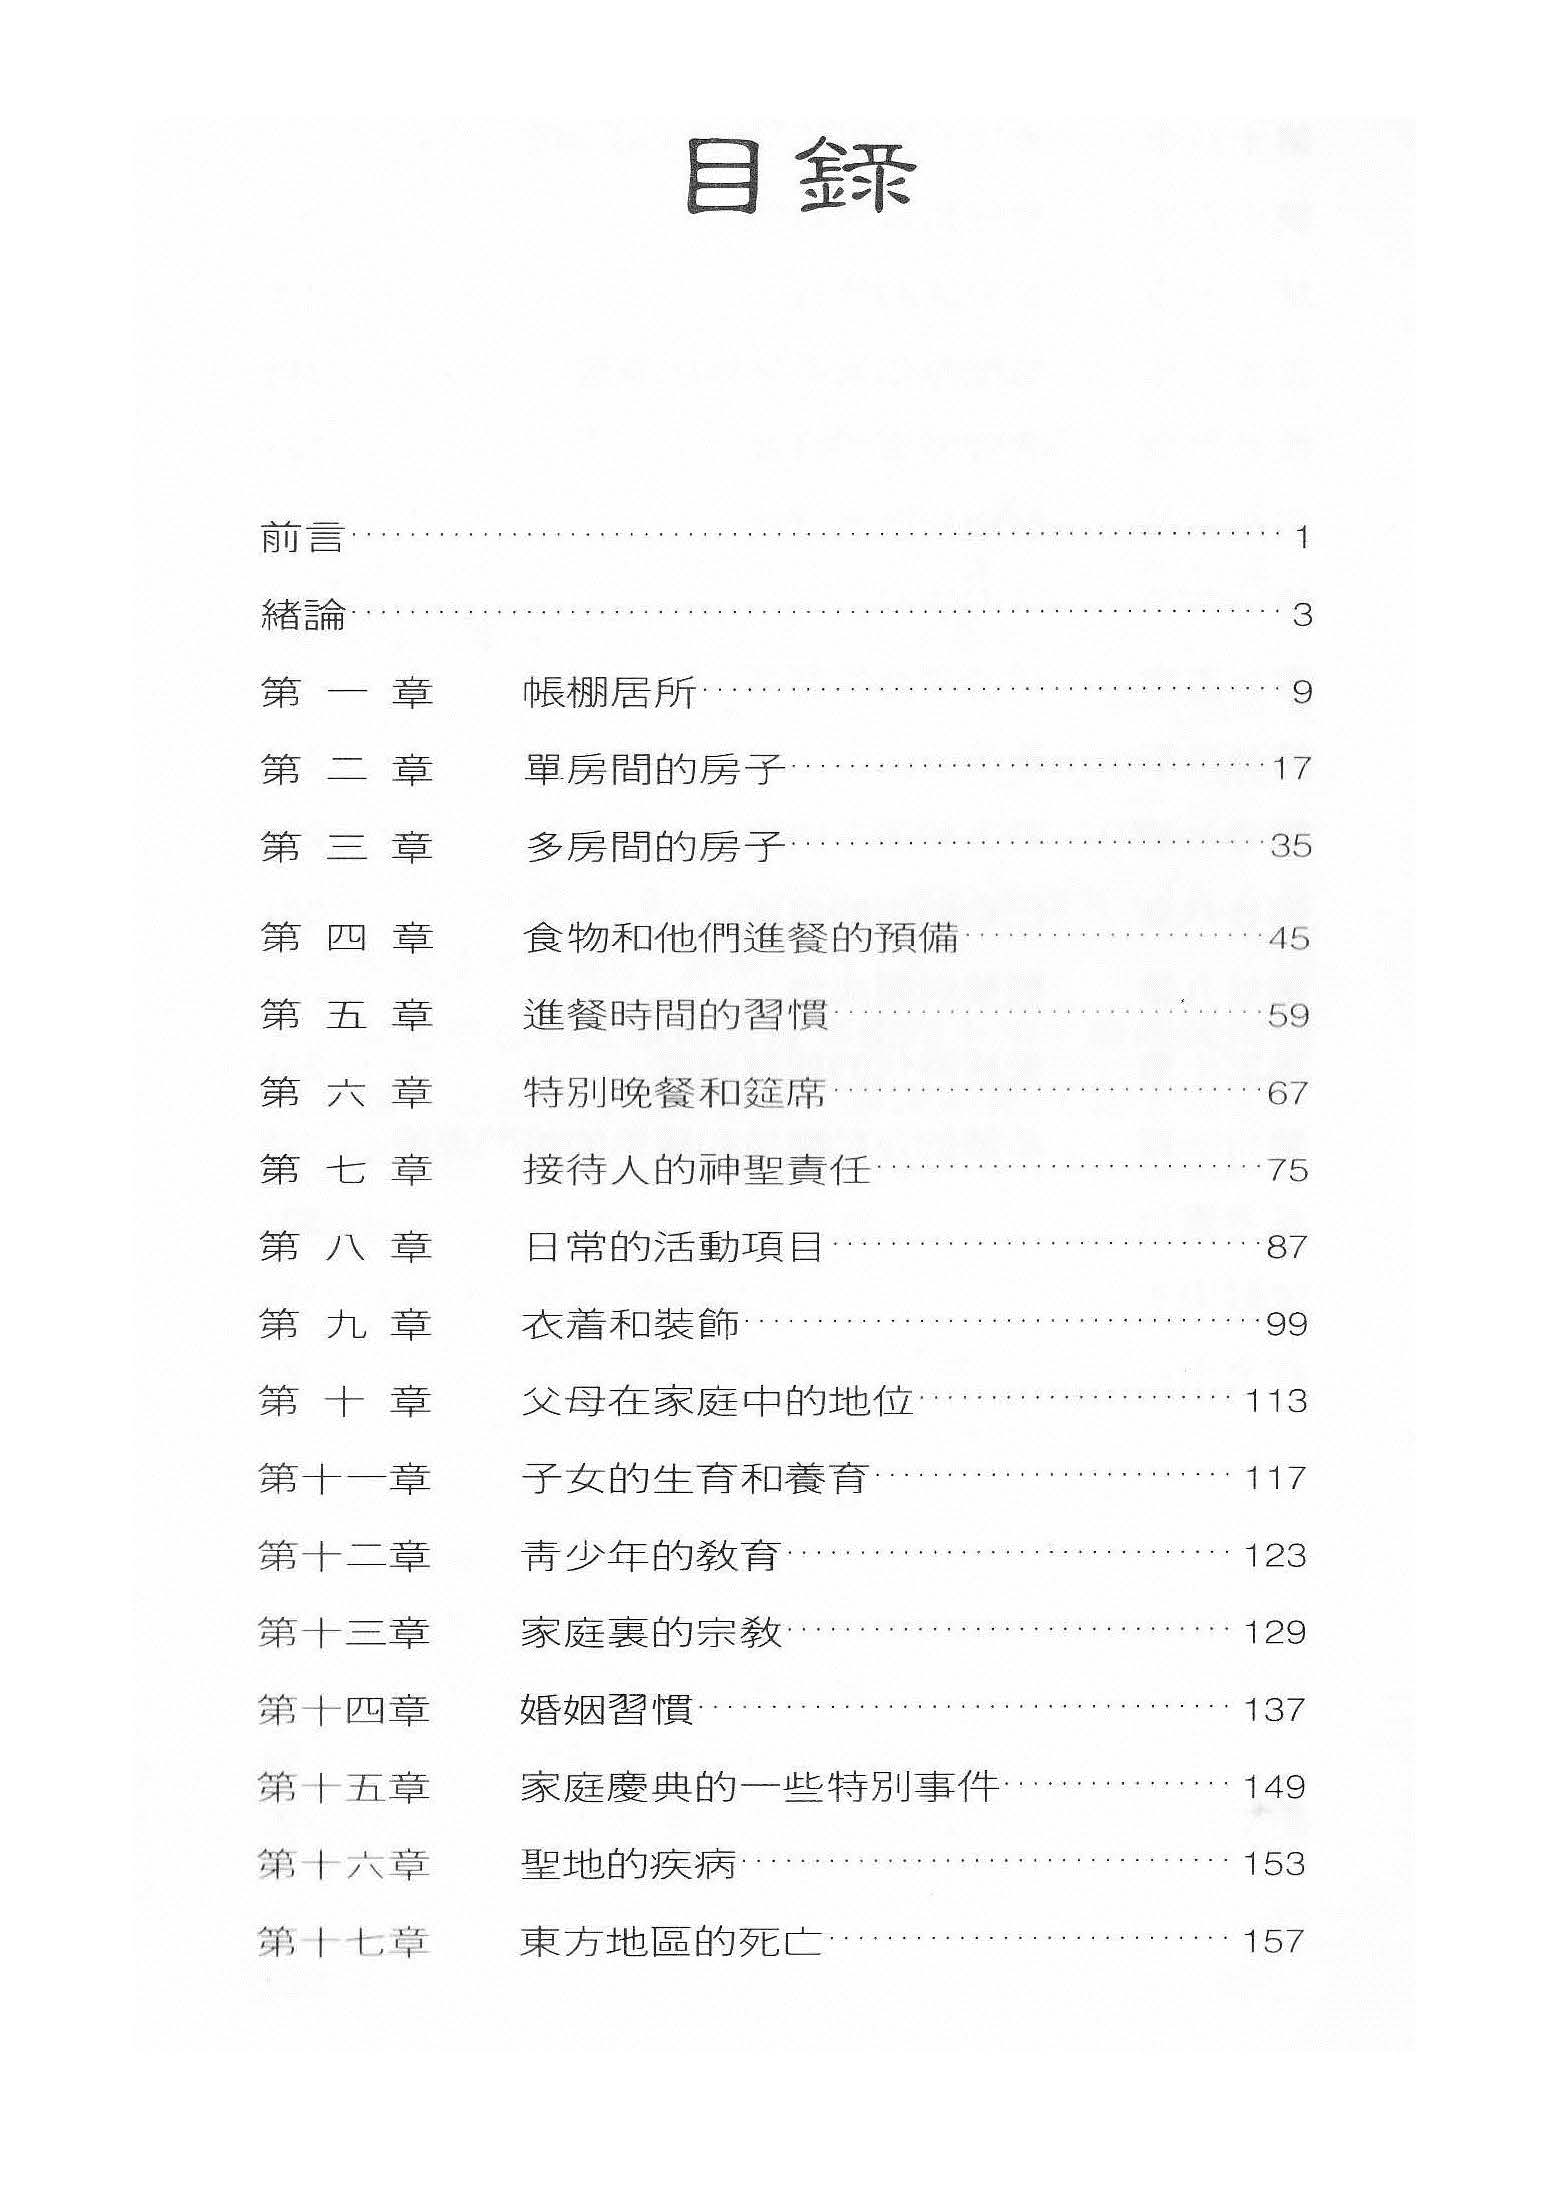 目錄
前言⋯⋯⋯⋯⋯⋯⋯⋯⋯⋯⋯⋯⋯⋯⋯⋯1
緒論⋯⋯⋯⋯⋯⋯⋯⋯⋯⋯⋯⋯⋯⋯⋯⋯3
第一章 帳棚居所⋯⋯⋯⋯⋯⋯⋯⋯⋯⋯9
第二章 單房間的房子⋯⋯⋯⋯⋯⋯⋯⋯17
第三章 多房間的房子⋯⋯⋯⋯⋯⋯⋯⋯35
第四章 食物和他們進餐的預備⋯⋯⋯⋯45
第五章 進餐時間的習慣⋯⋯⋯⋯⋯⋯⋯59
第六章 特別晚餐和筵席⋯⋯⋯⋯⋯⋯⋯67
第七章 接待人的神聖責任⋯⋯⋯⋯⋯⋯75
第八章 日常的活動項目⋯⋯⋯⋯⋯⋯⋯87
第九章 衣着和裝飾⋯⋯⋯⋯⋯⋯⋯⋯⋯99
第十章 父母在家庭中的地位⋯⋯⋯⋯⋯113
第十一章 子女的生育和養育⋯⋯⋯⋯⋯117
第十二章 靑少年的敎育⋯⋯⋯⋯⋯⋯⋯123
第十三章 家庭裏的宗敎⋯⋯⋯⋯⋯⋯⋯129
第十四章 婚姻習慣⋯⋯⋯⋯⋯⋯⋯⋯⋯137
第十五章 家庭慶典的一些特別事件⋯⋯149
第十六章 聖地的疾病⋯⋯⋯⋯⋯⋯⋯⋯153
第十七章 東方地區的死亡⋯⋯⋯⋯⋯⋯157